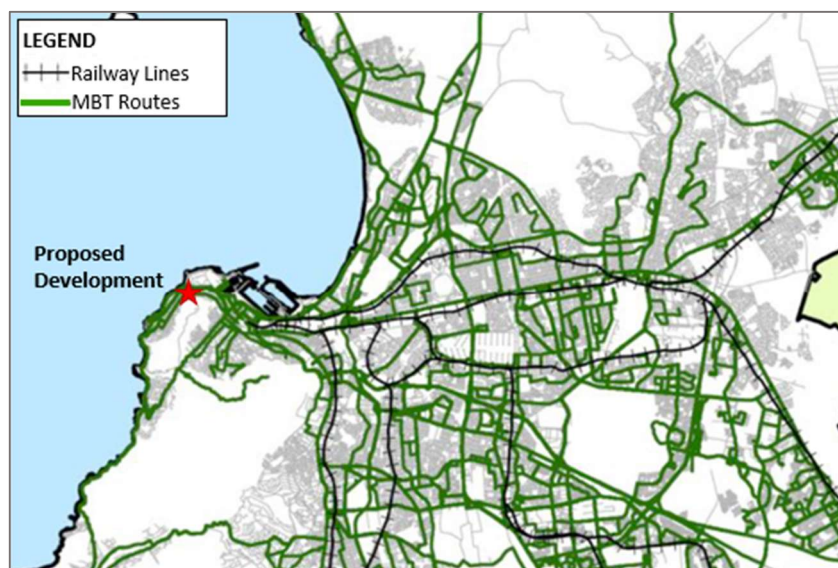 LEGEND
Railway Lines
MBT Routes
Proposed
Development